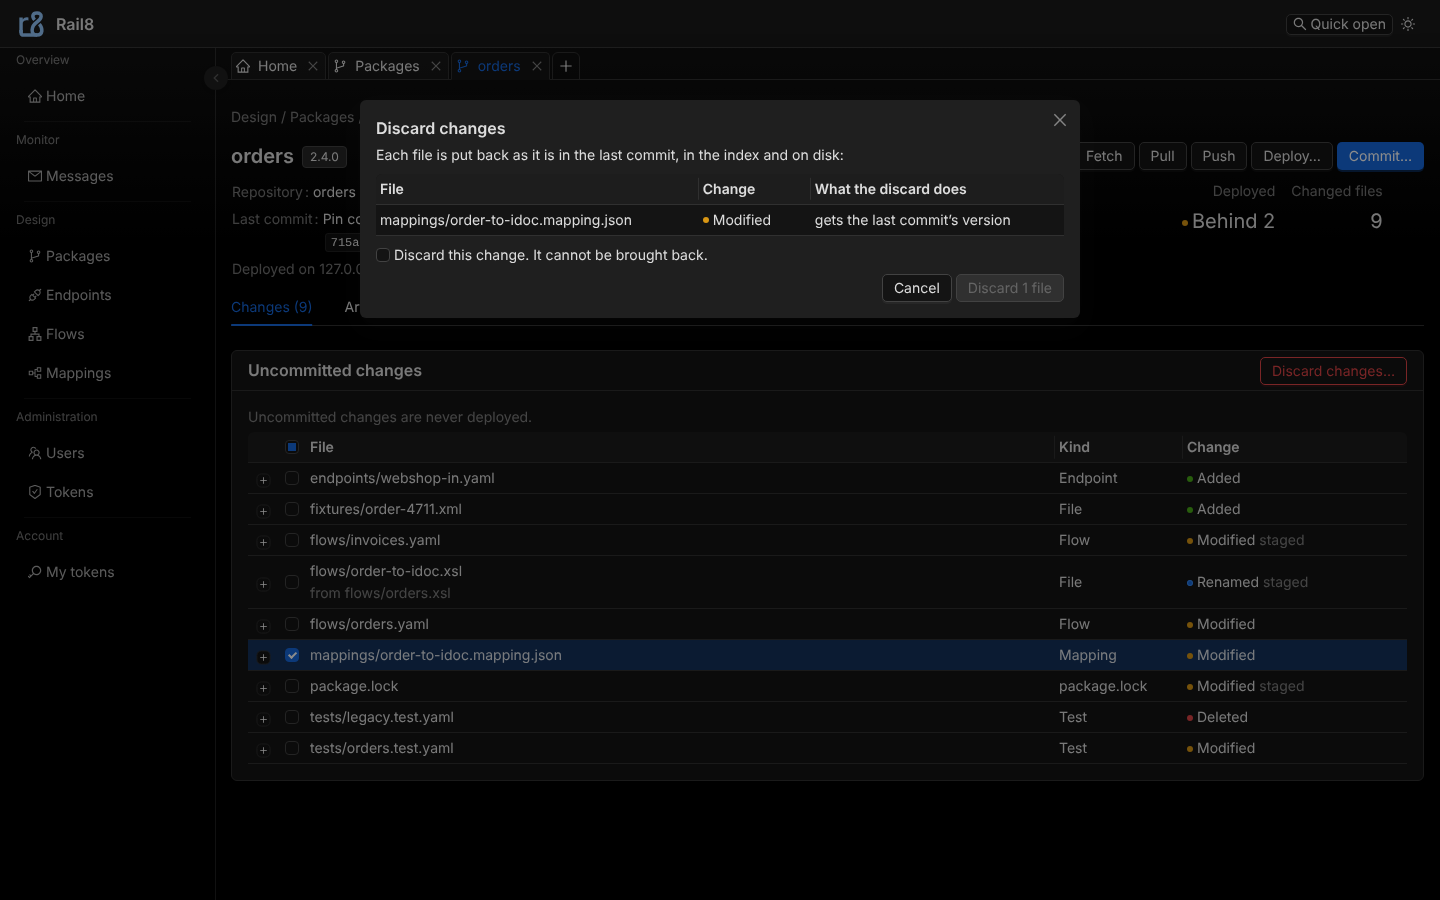 Rail8
Quick open
Overview
Home
Monitor
Messages
Design
Packages
Endpoints
Flows
Mappings
Administration
Users
Tokens
Account
My tokens
Home
Packages
orders
Design / Packages /
orders 2.4.0
Fetch
Pull
Push
Deploy...
Commit...
Repository: orders
Last commit: Pin co
715a
Deployed on 127.0.0
Deployed
Behind 2
Changed files
9
Changes (9)
Ar
Discard changes
Each file is put back as it is in the last commit, in the index and on disk:
File Change What the discard does
mappings/order-to-idoc.mapping.json Modified gets the last commit’s version
Discard this change. It cannot be brought back.
Cancel
Discard 1 file
Uncommitted changes
Discard changes...
Uncommitted changes are never deployed.
File Kind Change
endpoints/webshop-in.yaml Endpoint Added
fixtures/order-4711.xml File Added
flows/invoices.yaml Flow Modified staged
flows/order-to-idoc.xsl File Renamed staged
from flows/orders.xsl
flows/orders.yaml Flow Modified
mappings/order-to-idoc.mapping.json Mapping Modified
package.lock package.lock Modified staged
tests/legacy.test.yaml Test Deleted
tests/orders.test.yaml Test Modified